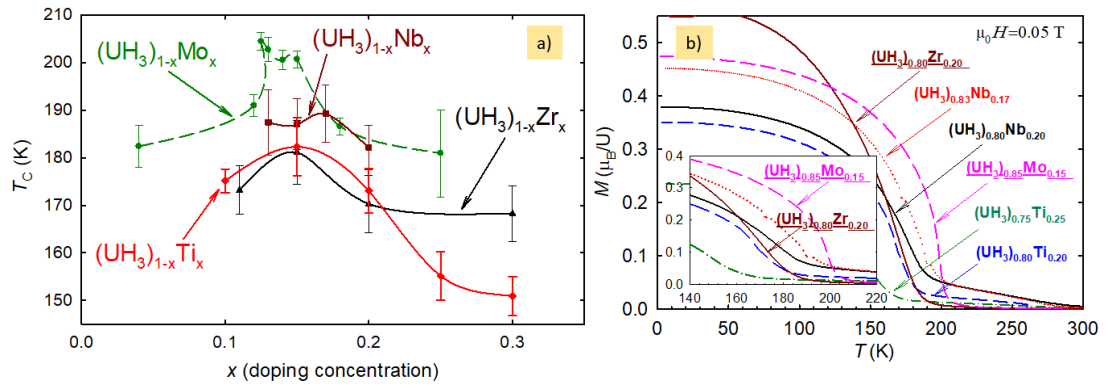 a)
T_C (K)
210
200
190
180
170
160
150
0.0 0.1 0.2 0.3
x (doping concentration)
(UH3)1-xMox
(UH3)1-xNbx
(UH3)1-xZrx
(UH3)1-xTix
b)
μ0H=0.05 T
M (μB/U)
0.5
0.4
0.3
0.2
0.1
0.0
0 50 100 150 200 250 300
T (K)
(UH3)0.80Zr0.20
(UH3)0.83Nb0.17
(UH3)0.80Nb0.20
(UH3)0.85Mo0.15
(UH3)0.75Ti0.25
(UH3)0.80Ti0.20
0.4
0.3
0.2
0.1
0.0
140 160 180 200 220
(UH3)0.85Mo0.15
(UH3)0.80Zr0.20